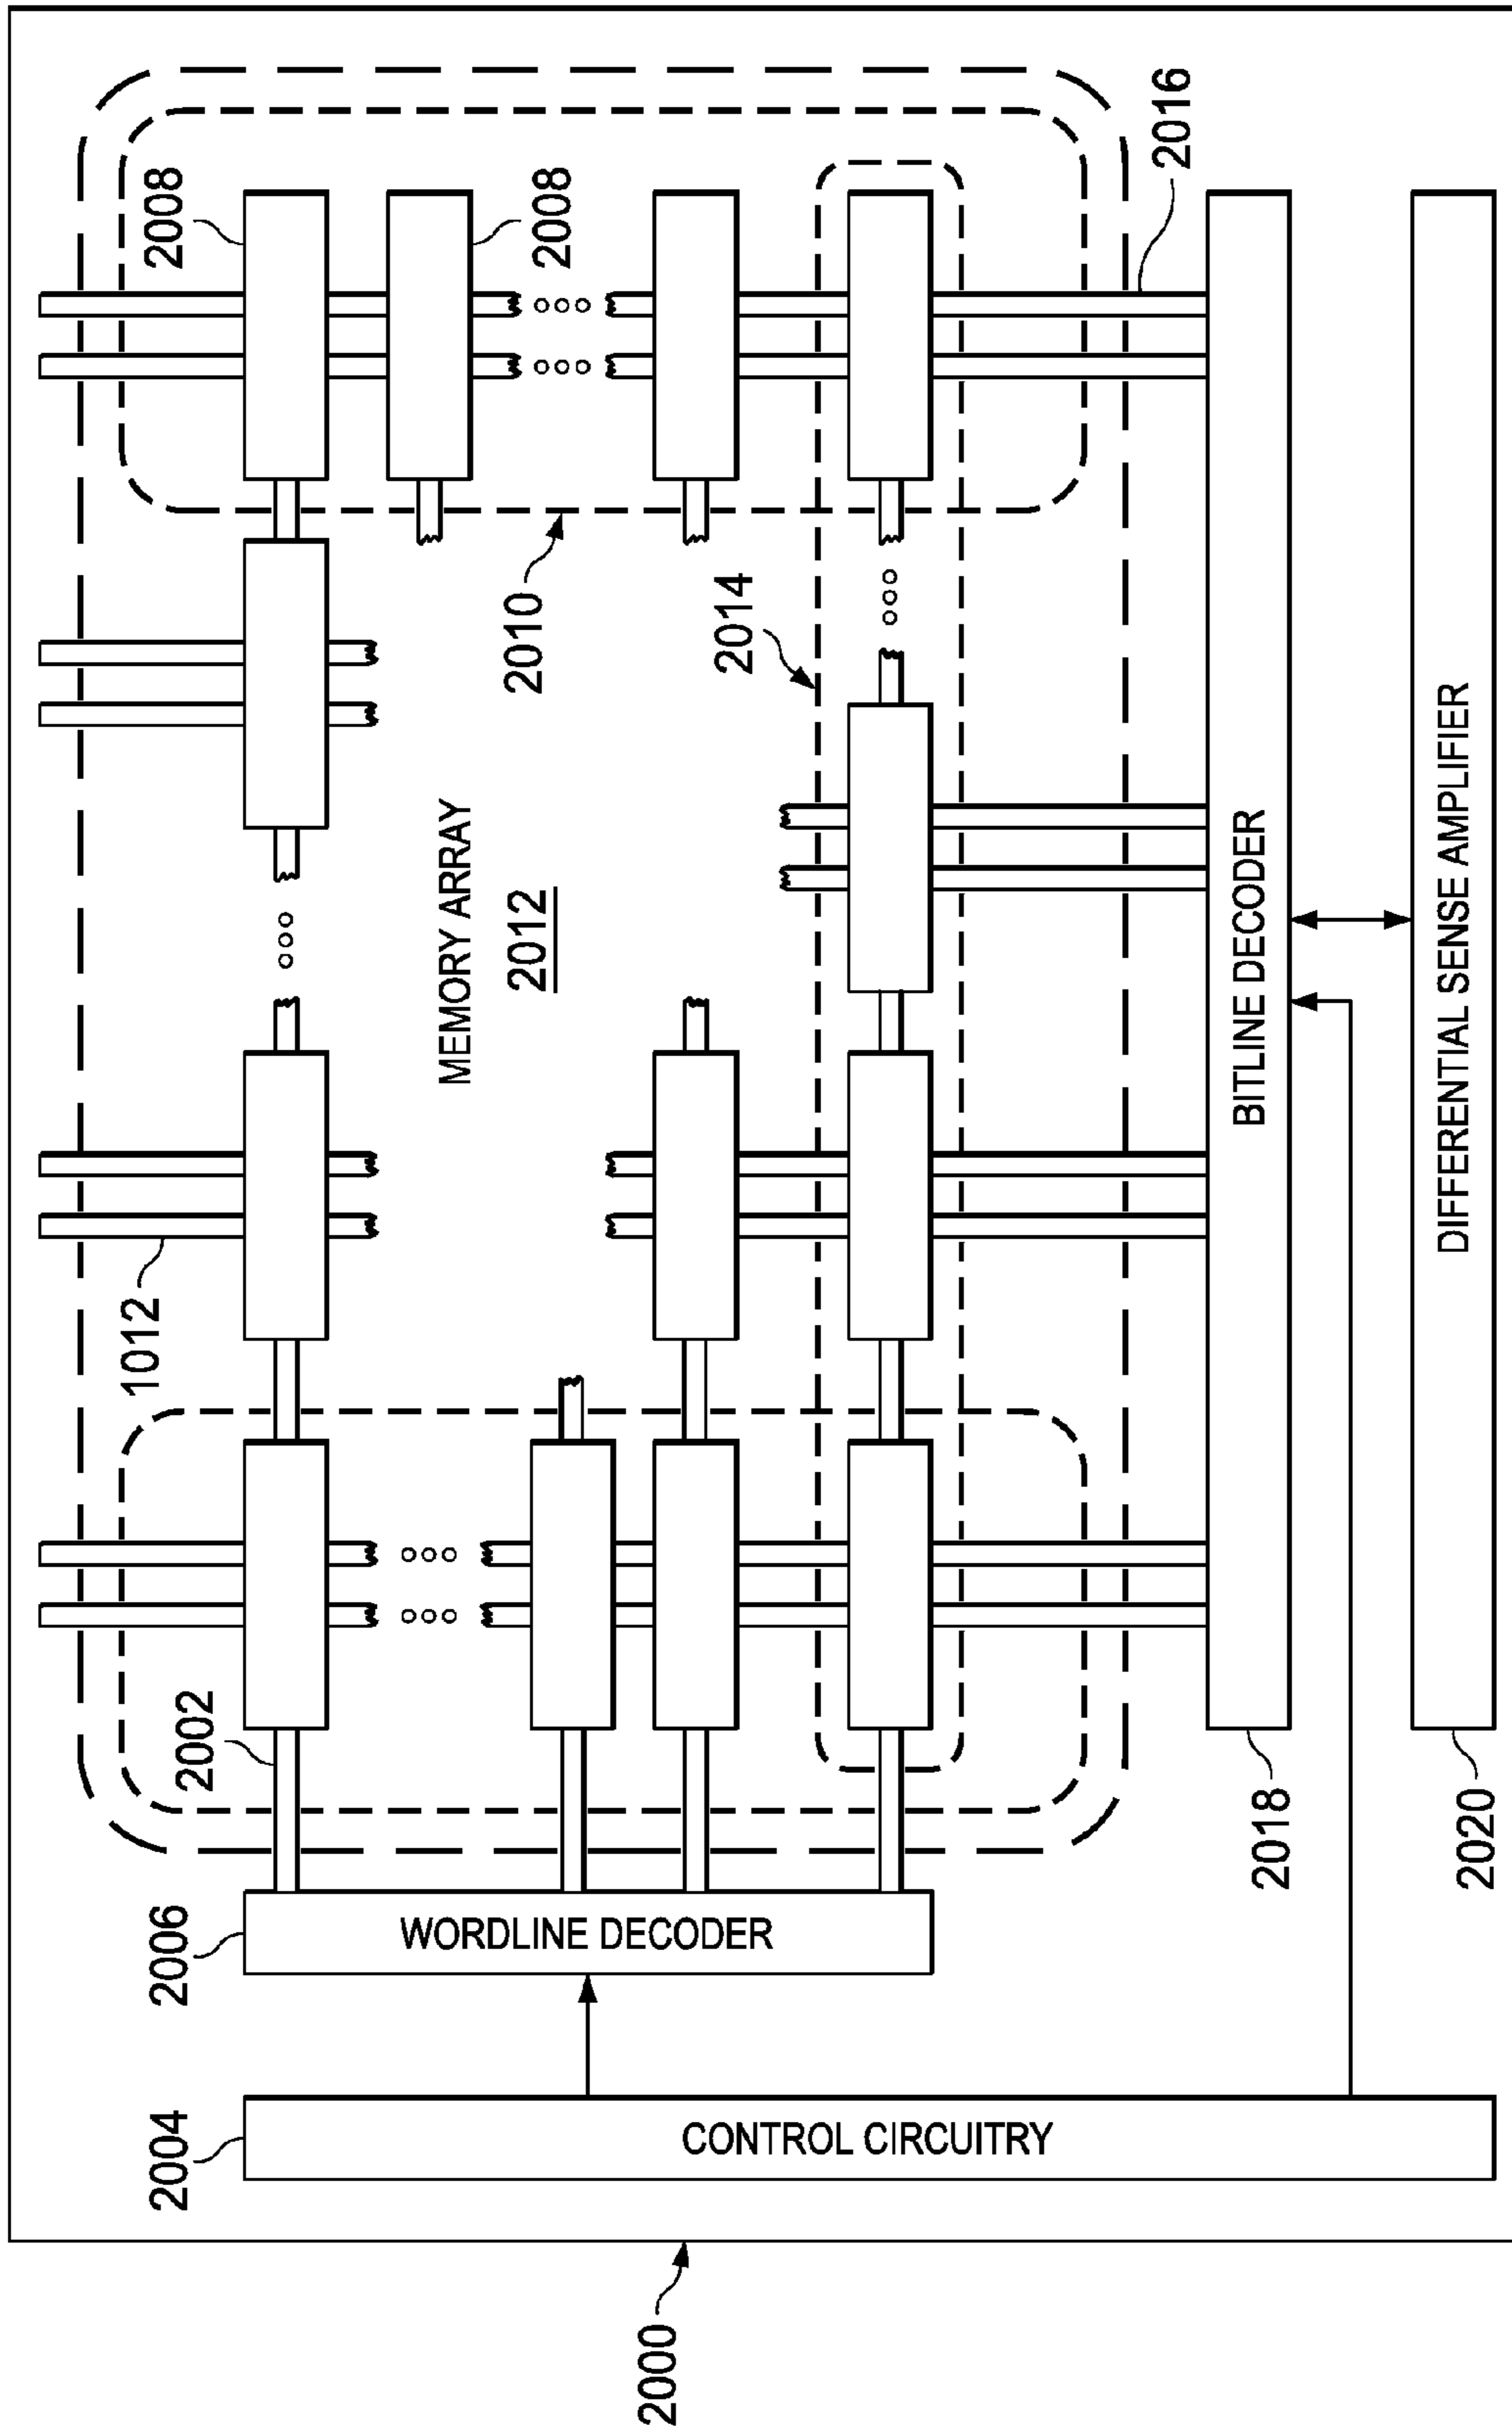 2000
2004
CONTROL CIRCUITRY
2006
WORDLINE DECODER
2002
1012
2008
2008
2010
MEMORY ARRAY
2012
2014
2016
BITLINE DECODER
2018
DIFFERENTIAL SENSE AMPLIFIER
2020